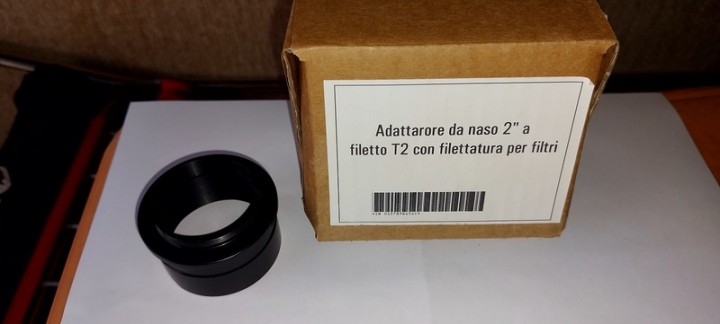 Adattarore da naso 2" a
filetto T2 con filettatura per filtri